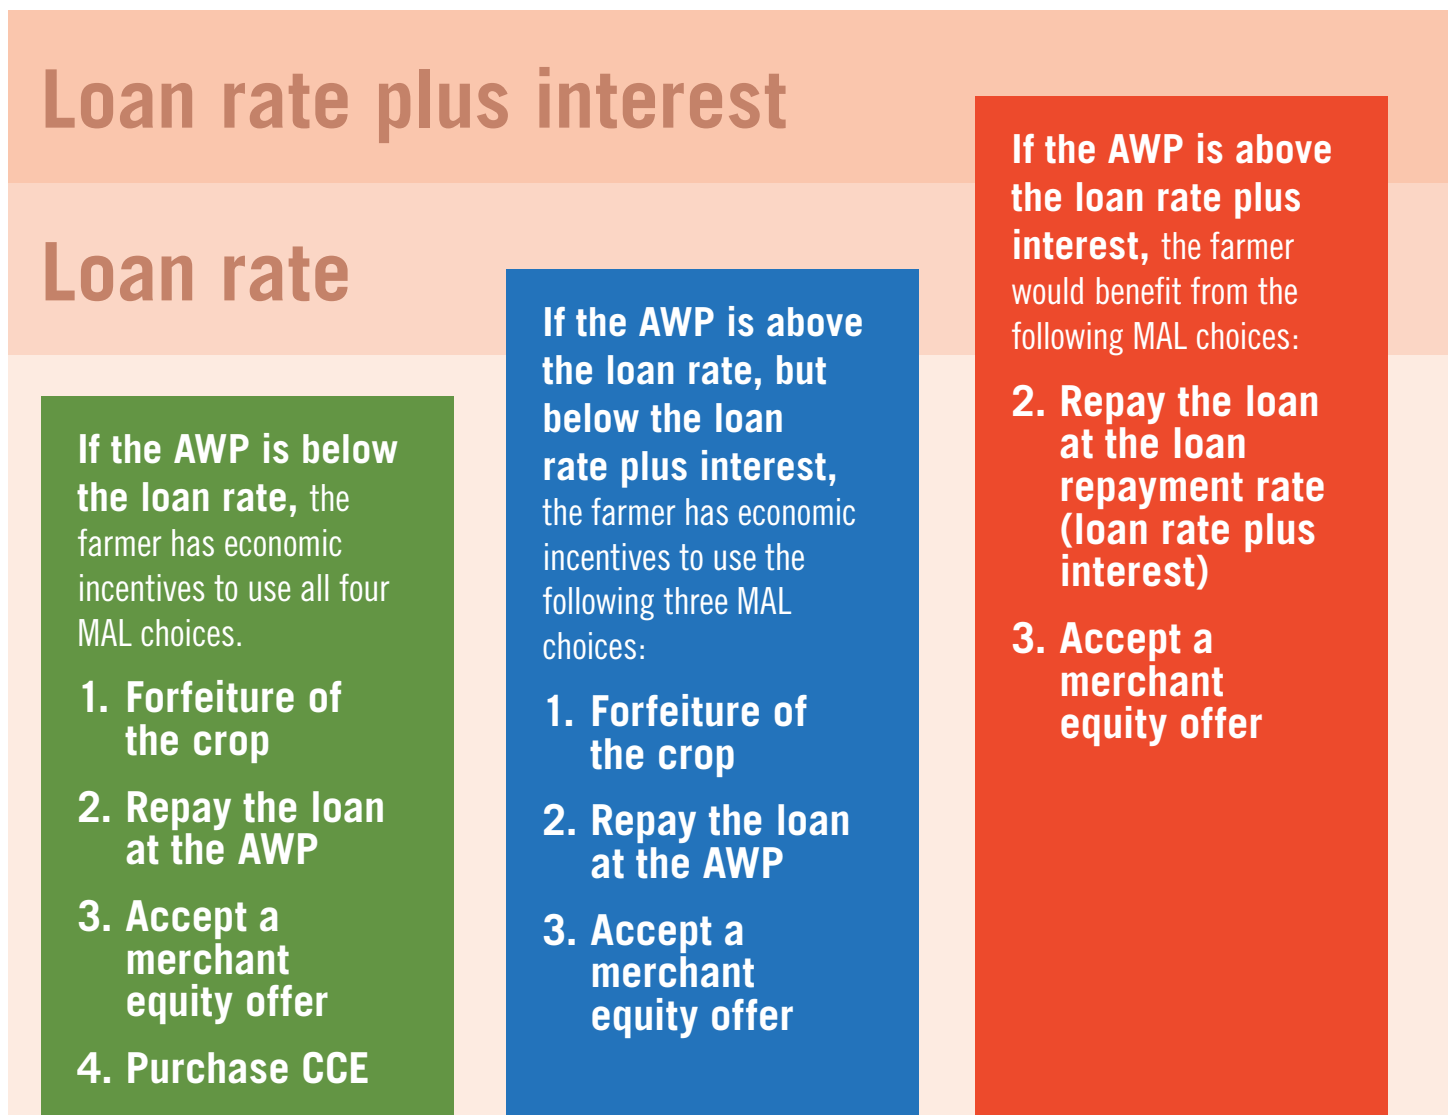 Loan rate plus interest
Loan rate
If the AWP is below
the loan rate, the
farmer has economic
incentives to use all four
MAL choices.
1. Forfeiture of
the crop
2. Repay the loan
at the AWP
3. Accept a
merchant
equity offer
4. Purchase CCE
If the AWP is above
the loan rate, but
below the loan
rate plus interest,
the farmer has economic
incentives to use the
following three MAL
choices:
1. Forfeiture of
the crop
2. Repay the loan
at the AWP
3. Accept a
merchant
equity offer
If the AWP is above
the loan rate plus
interest, the farmer
would benefit from the
following MAL choices:
2. Repay the loan
at the loan
repayment rate
(loan rate plus
interest)
3. Accept a
merchant
equity offer